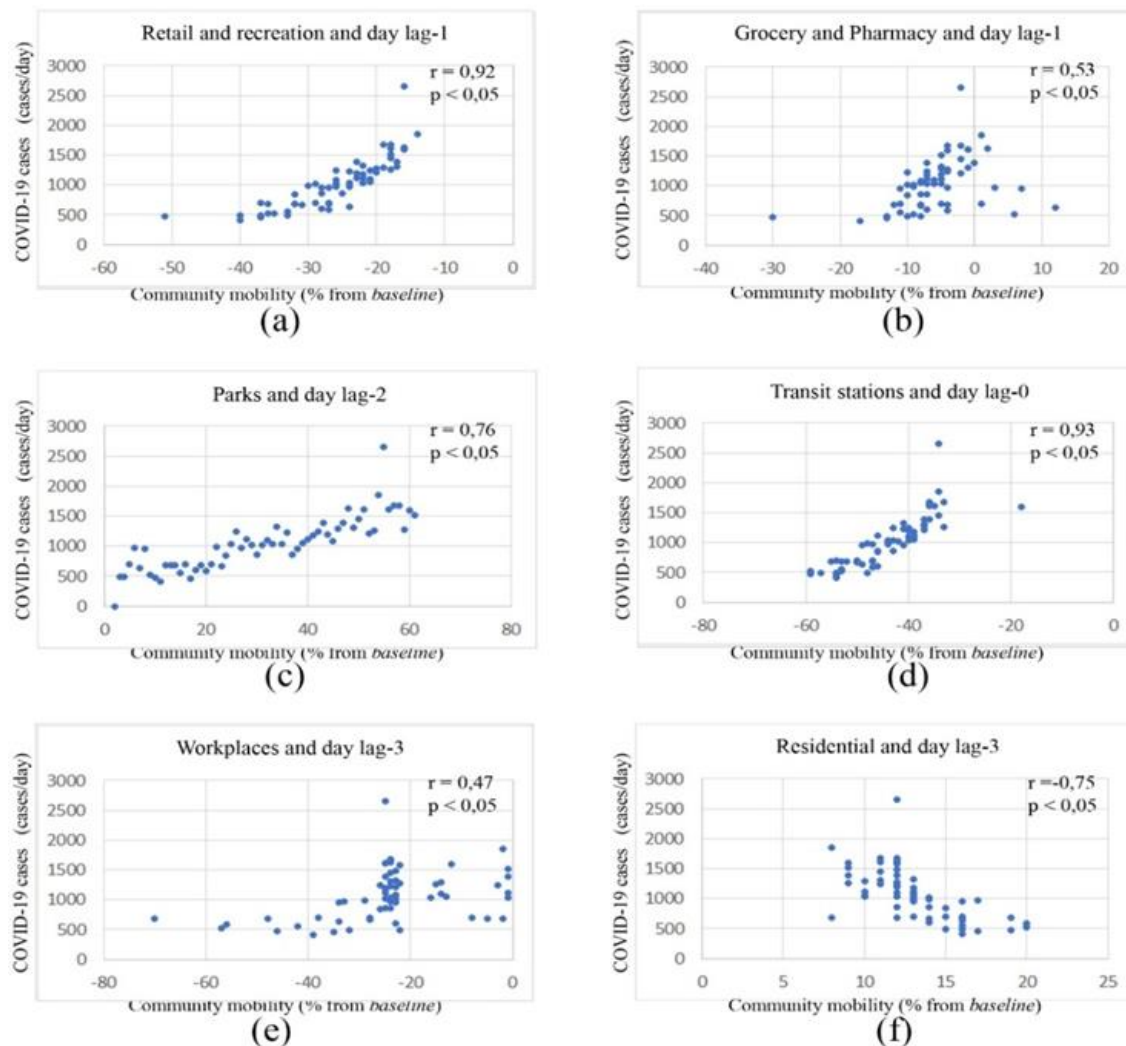 Retail and recreation and day lag-1
COVID-19 cases (cases/day)
r = 0,92
p < 0,05
3000
2500
2000
1500
1000
500
0
-60 -50 -40 -30 -20 -10 0
Community mobility (% from baseline)
(a)
Grocery and Pharmacy and day lag-1
COVID-19 cases (cases/day)
r = 0,53
p < 0,05
3000
2500
2000
1500
1000
500
0
-40 -30 -20 -10 0 10 20
Community mobility (% from baseline)
(b)
Parks and day lag-2
COVID-19 cases (cases/day)
r = 0,76
p < 0,05
3000
2500
2000
1500
1000
500
0
0 20 40 60 80
Community mobility (% from baseline)
(c)
Transit stations and day lag-0
COVID-19 cases (cases/day)
r = 0,93
p < 0,05
3000
2500
2000
1500
1000
500
0
-80 -60 -40 -20 0
Community mobility (% from baseline)
(d)
Workplaces and day lag-3
COVID-19 cases (cases/day)
r = 0,47
p < 0,05
3000
2500
2000
1500
1000
500
0
-80 -60 -40 -20 0
Community mobility (% from baseline)
(e)
Residential and day lag-3
COVID-19 cases (cases/day)
r =-0,75
p < 0,05
3000
2500
2000
1500
1000
500
0
0 5 10 15 20 25
Community mobility (% from baseline)
(f)